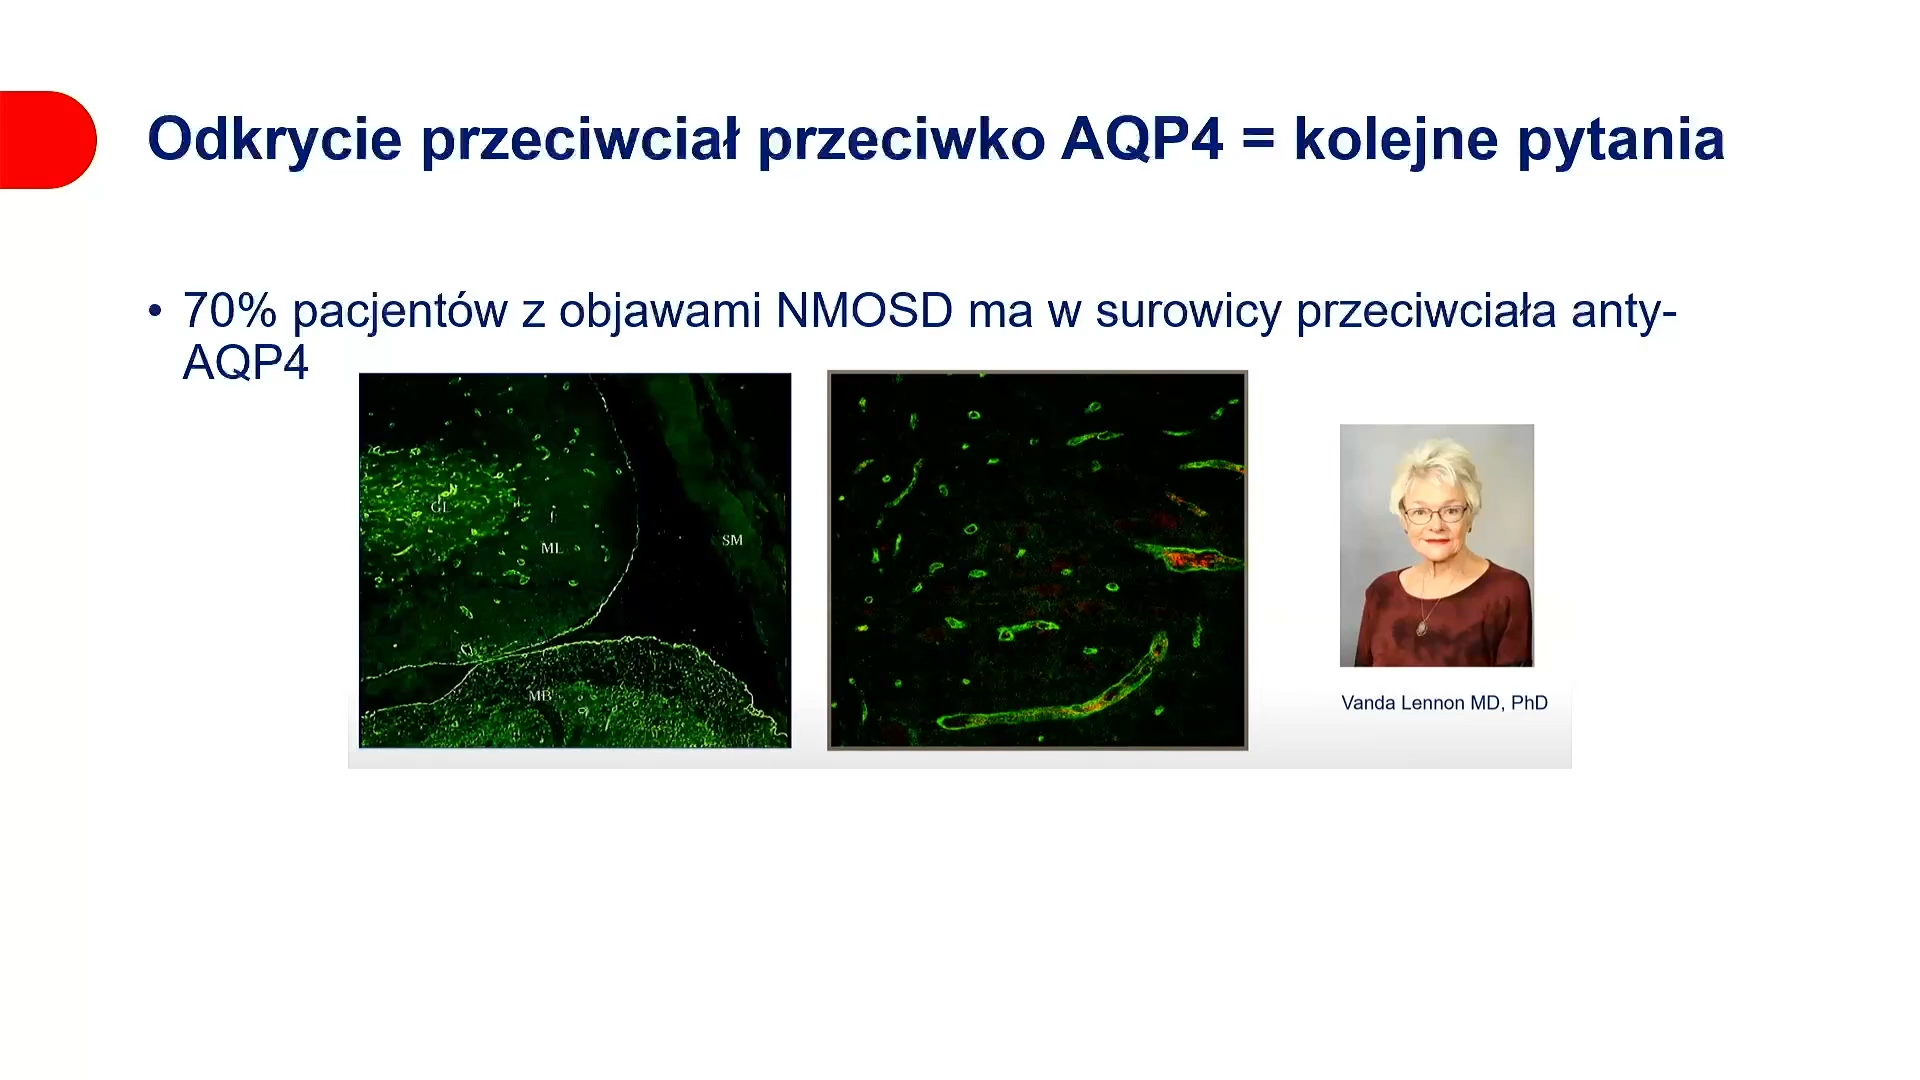 Odkrycie przeciwciał przeciwko AQP4 = kolejne pytania
• 70% pacjentów z objawami NMOSD ma w surowicy przeciwciała anty-
AQP4
GL
ML
SM
MB
Vanda Lennon MD, PhD